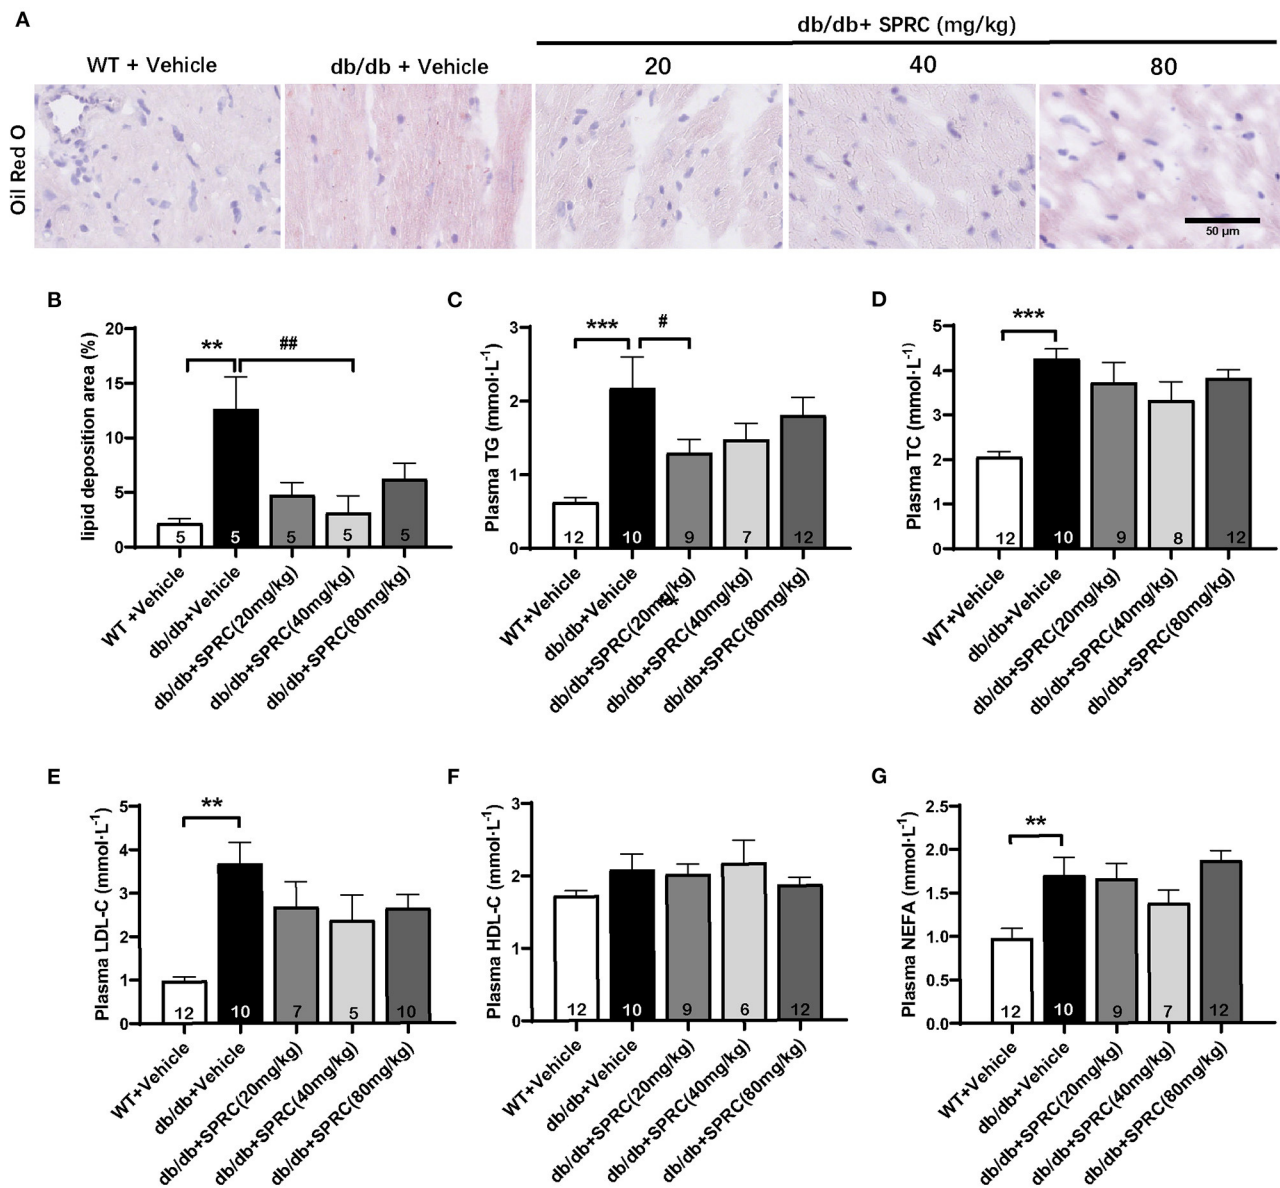 A
db/db+ SPRC (mg/kg)
WT + Vehicle
db/db + Vehicle
20
40
80
Oil Red O
50 μm
B
lipid deposition area (%)
20
15
10
5
0
**
##
5
5
5
5
5
WT+Vehicle
db/db+Vehicle
db/db+SPRC(20mg/kg)
db/db+SPRC(40mg/kg)
db/db+SPRC(80mg/kg)
C
Plasma TG (mmol·L⁻¹)
3
2
1
0
***
#
12
10
9
7
12
WT+Vehicle
db/db+Vehicle
db/db+SPRC(20mg/kg)
db/db+SPRC(40mg/kg)
db/db+SPRC(80mg/kg)
D
Plasma TC (mmol·L⁻¹)
5
4
3
2
1
0
***
12
10
9
8
12
WT+Vehicle
db/db+Vehicle
db/db+SPRC(20mg/kg)
db/db+SPRC(40mg/kg)
db/db+SPRC(80mg/kg)
E
Plasma LDL-C (mmol·L⁻¹)
5
4
3
2
1
0
**
12
10
7
5
10
WT+Vehicle
db/db+Vehicle
db/db+SPRC(20mg/kg)
db/db+SPRC(40mg/kg)
db/db+SPRC(80mg/kg)
F
Plasma HDL-C (mmol·L⁻¹)
3
2
1
0
12
10
9
6
12
WT+Vehicle
db/db+Vehicle
db/db+SPRC(20mg/kg)
db/db+SPRC(40mg/kg)
db/db+SPRC(80mg/kg)
G
Plasma NEFA (mmol·L⁻¹)
2.5
2.0
1.5
1.0
0.5
0.0
**
12
10
9
7
12
WT+Vehicle
db/db+Vehicle
db/db+SPRC(20mg/kg)
db/db+SPRC(40mg/kg)
db/db+SPRC(80mg/kg)